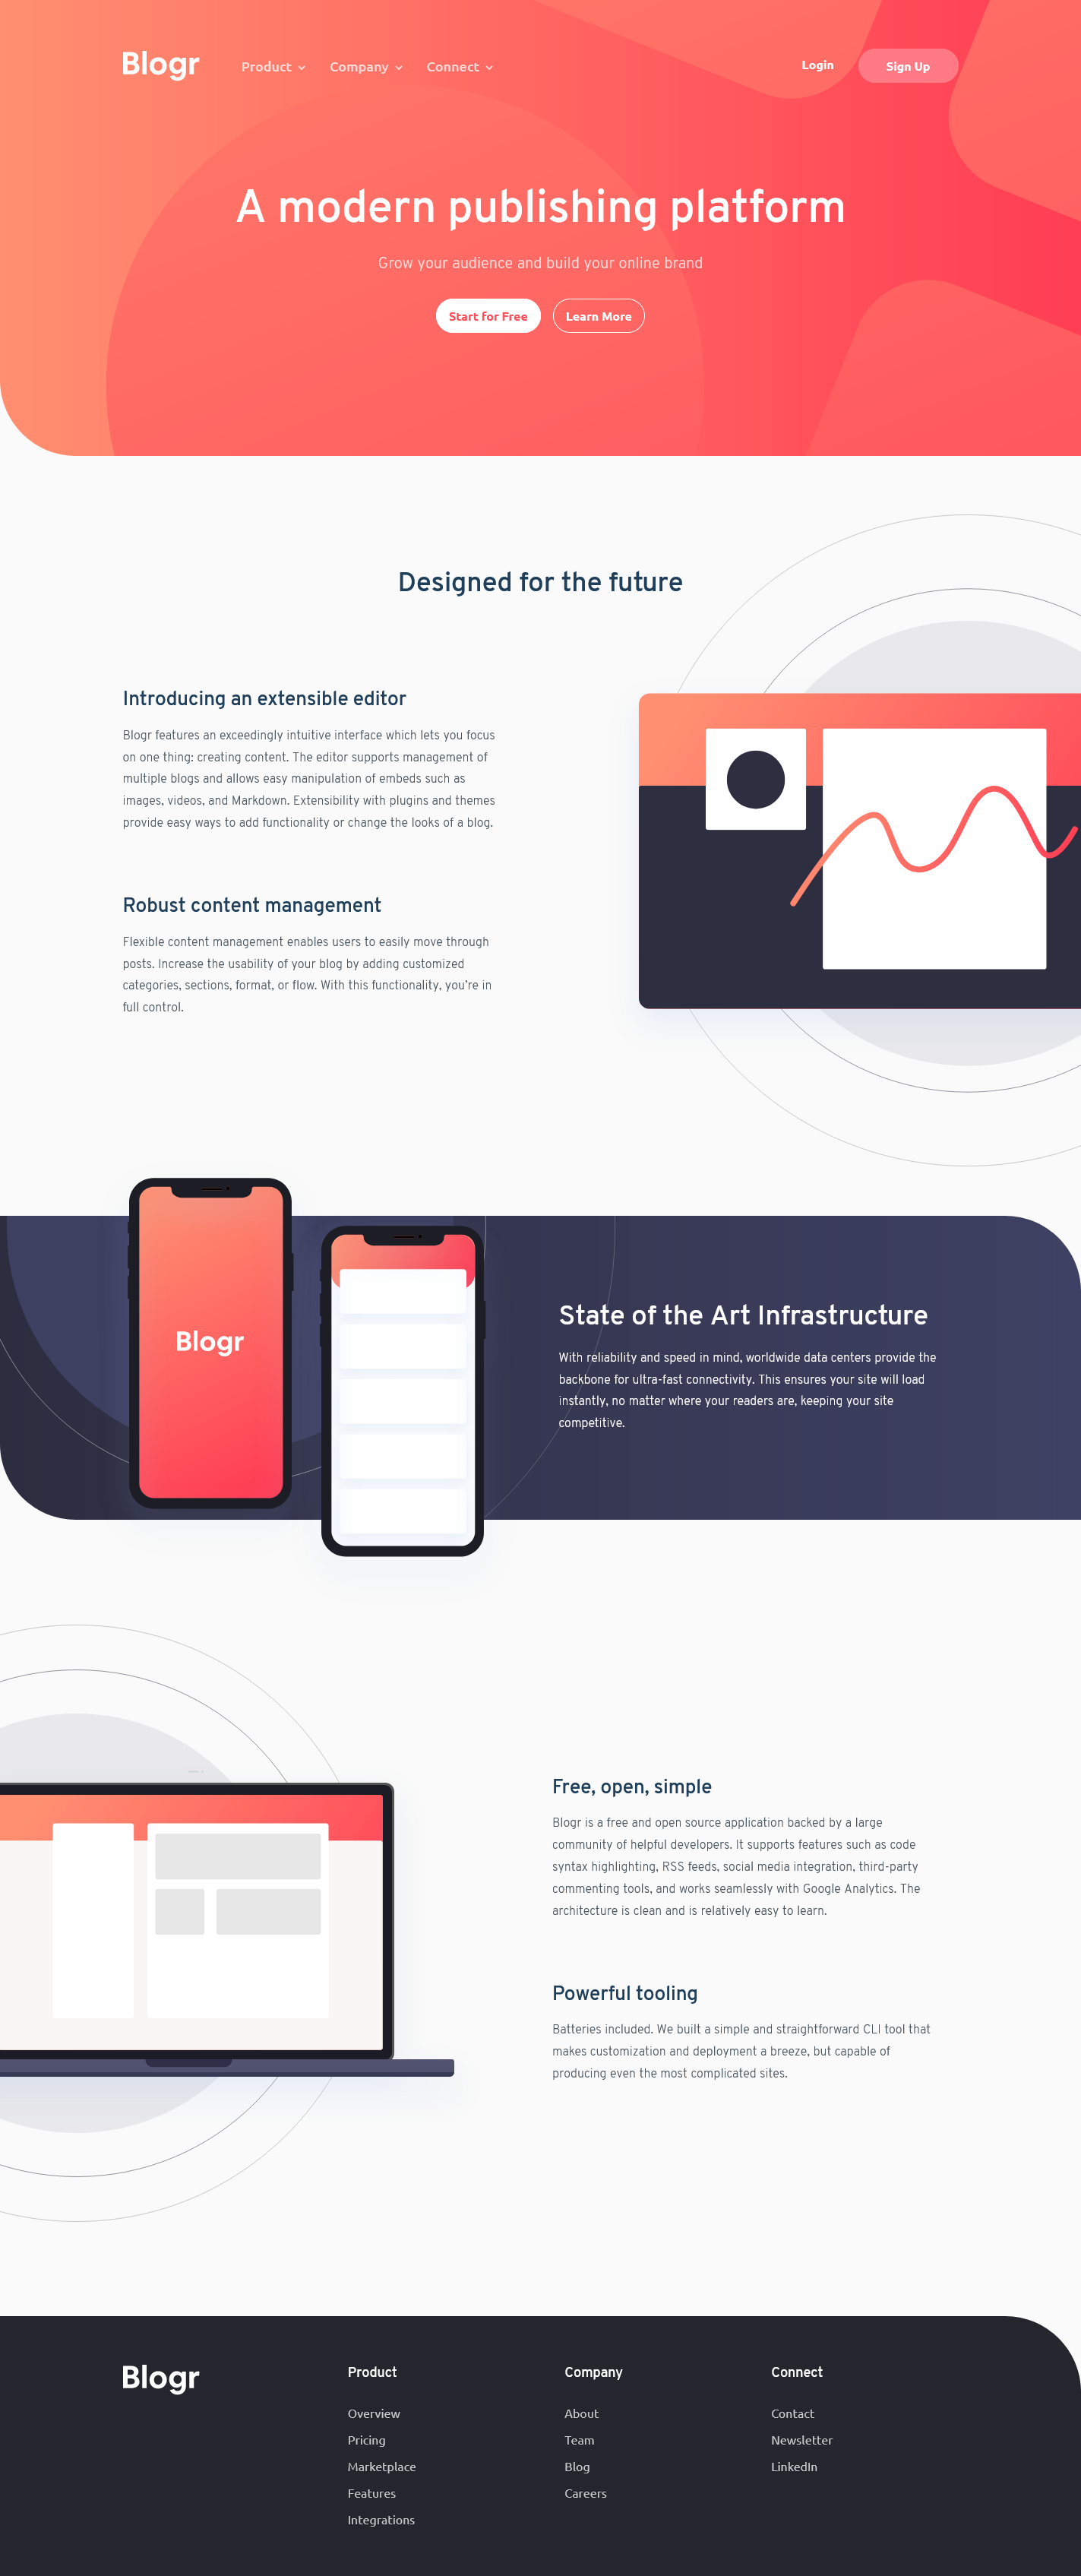 Blogr
Product
Company
Connect
Login
Sign Up
A modern publishing platform
Grow your audience and build your online brand
Start for Free
Learn More
Designed for the future
Introducing an extensible editor
Blogr features an exceedingly intuitive interface which lets you focus
on one thing: creating content. The editor supports management of
multiple blogs and allows easy manipulation of embeds such as
images, videos, and Markdown. Extensibility with plugins and themes
provide easy ways to add functionality or change the looks of a blog.
Robust content management
Flexible content management enables users to easily move through
posts. Increase the usability of your blog by adding customized
categories, sections, format, or flow. With this functionality, you're in
full control.
Blogr
State of the Art Infrastructure
With reliability and speed in mind, worldwide data centers provide the
backbone for ultra-fast connectivity. This ensures your site will load
instantly, no matter where your readers are, keeping your site
competitive.
Free, open, simple
Blogr is a free and open source application backed by a large
community of helpful developers. It supports features such as code
syntax highlighting, RSS feeds, social media integration, third-party
commenting tools, and works seamlessly with Google Analytics. The
architecture is clean and is relatively easy to learn.
Powerful tooling
Batteries included. We built a simple and straightforward CLI tool that
makes customization and deployment a breeze, but capable of
producing even the most complicated sites.
Blogr
Product
Overview
Pricing
Marketplace
Features
Integrations
Company
About
Team
Blog
Careers
Connect
Contact
Newsletter
LinkedIn